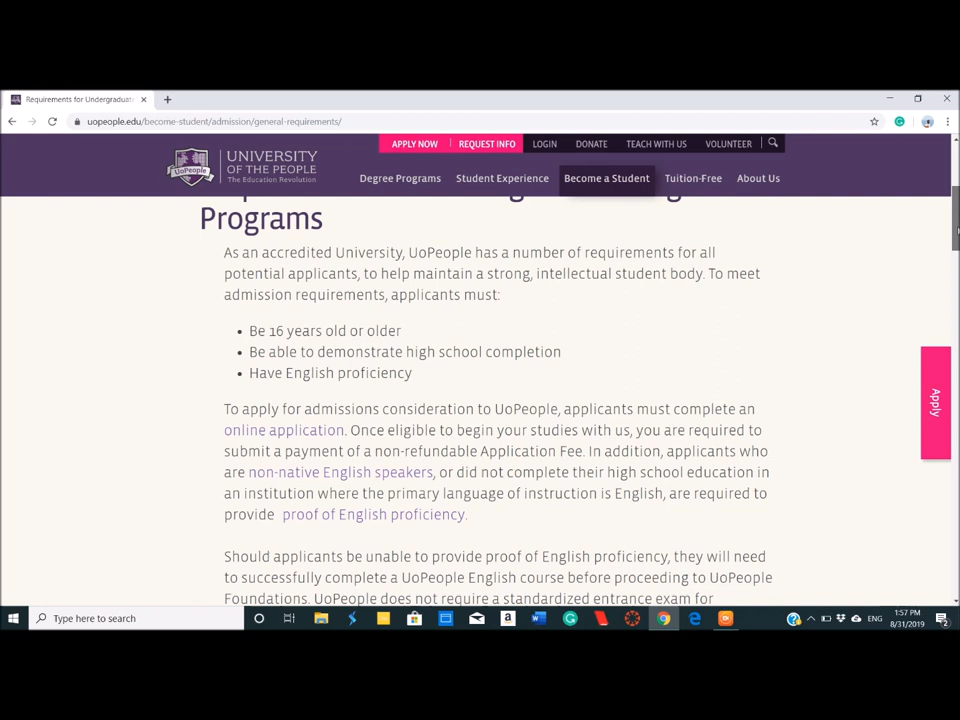 Requirements for Undergraduate
uopeople.edu/become-student/admission/general-requirements/
APPLY NOW
REQUEST INFO
LOGIN
DONATE
TEACH WITH US
VOLUNTEER
UoPeople
UNIVERSITY
OF THE PEOPLE
The Education Revolution
Degree Programs
Student Experience
Become a Student
Tuition-Free
About Us
Programs
As an accredited University, UoPeople has a number of requirements for all
potential applicants, to help maintain a strong, intellectual student body. To meet
admission requirements, applicants must:
• Be 16 years old or older
• Be able to demonstrate high school completion
• Have English proficiency
To apply for admissions consideration to UoPeople, applicants must complete an
online application. Once eligible to begin your studies with us, you are required to
submit a payment of a non-refundable Application Fee. In addition, applicants who
are non-native English speakers, or did not complete their high school education in
an institution where the primary language of instruction is English, are required to
provide proof of English proficiency.
Should applicants be unable to provide proof of English proficiency, they will need
to successfully complete a UoPeople English course before proceeding to UoPeople
Foundations. UoPeople does not require a standardized entrance exam for
Apply
Type here to search
ENG
1:57 PM
8/31/2019